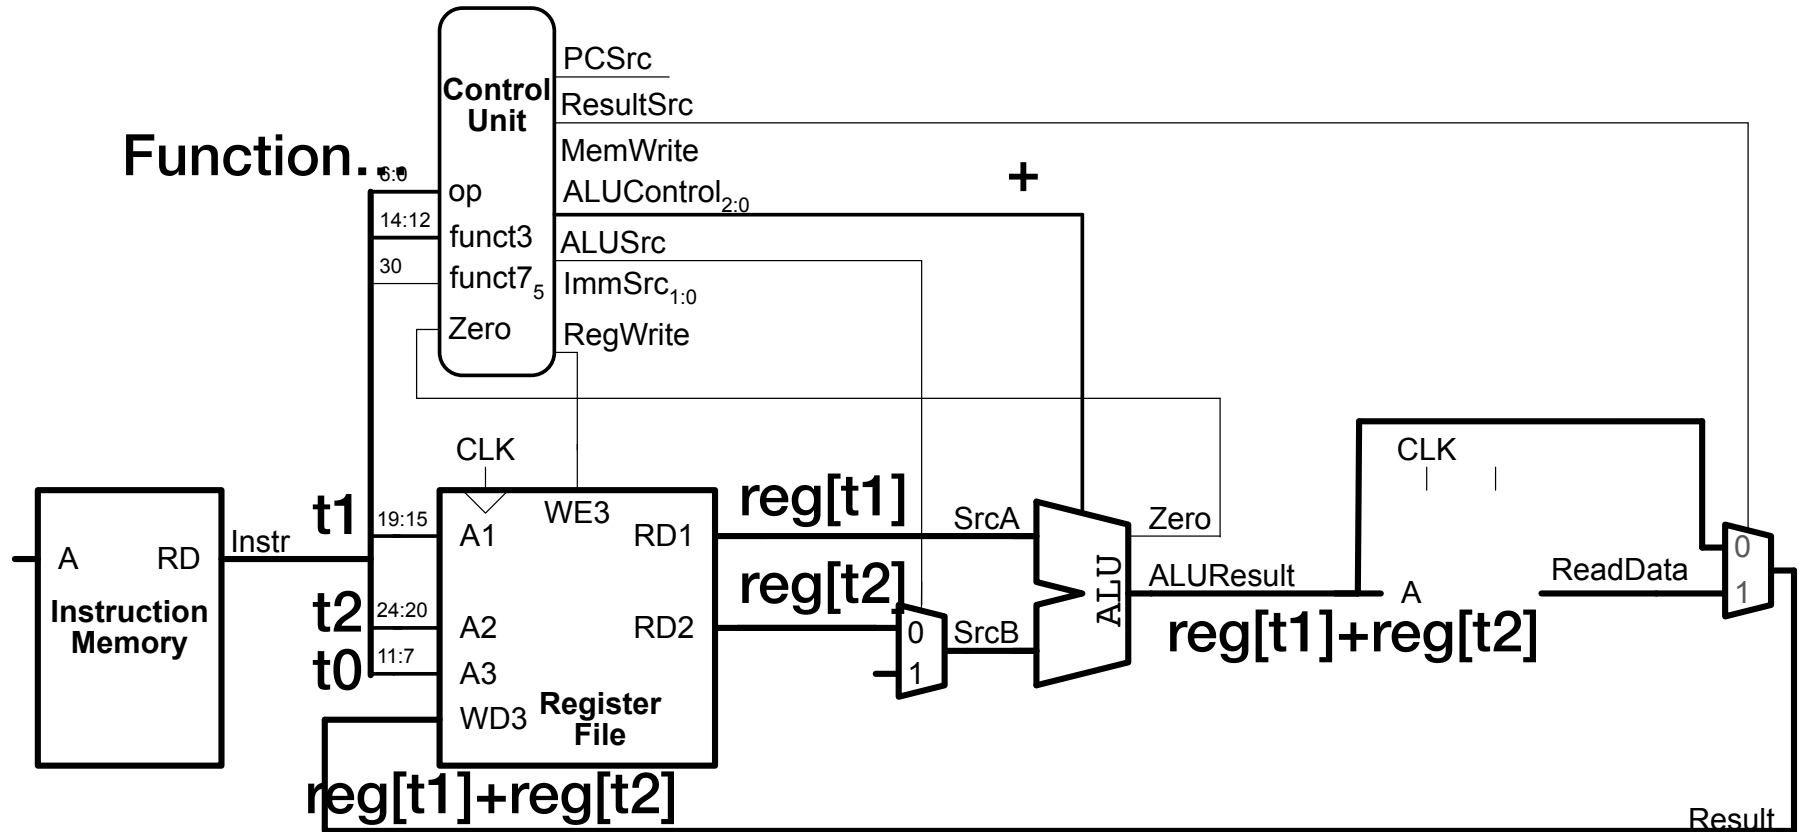 PCSrc
Control
Unit
ResultSrc
MemWrite
Function...
6:0
op
ALUControl2:0
+
14:12
funct3
ALUSrc
30
funct75
ImmSrc1:0
Zero
RegWrite
CLK
CLK
t1
19:15
A1
WE3
RD1
reg[t1]
SrcA
Zero
A
RD
Instr
0
Instruction
Memory
reg[t2]
ALU
ALUResult
A
ReadData
1
t2
24:20
A2
RD2
0
SrcB
reg[t1]+reg[t2]
t0
11:7
A3
1
WD3
Register
File
reg[t1]+reg[t2]
Result